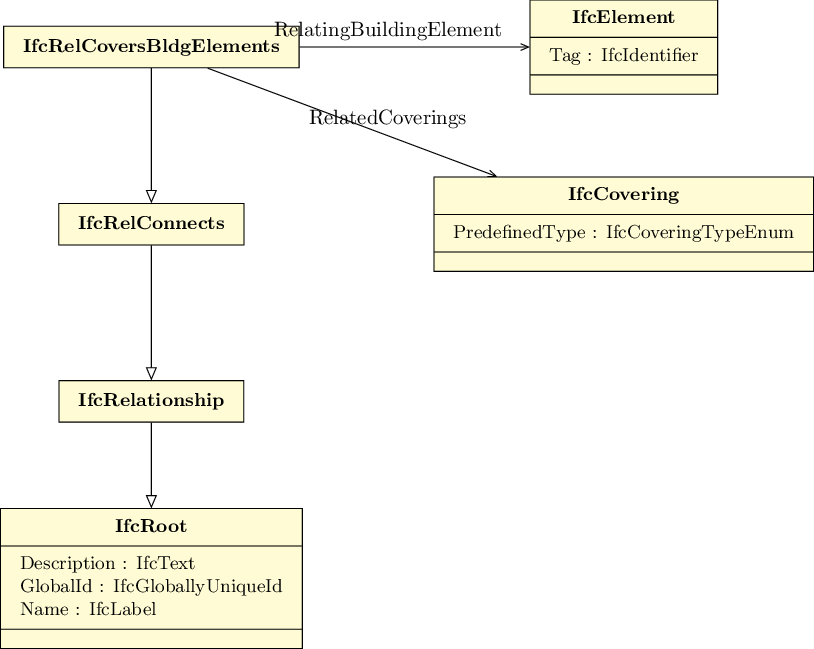 IfcRelCoversBldgElements
RelatingBuildingElement
IfcElement
Tag : IfcIdentifier
RelatedCoverings
IfcCovering
PredefinedType : IfcCoveringTypeEnum
IfcRelConnects
IfcRelationship
IfcRoot
Description : IfcText
GlobalId : IfcGloballyUniqueId
Name : IfcLabel